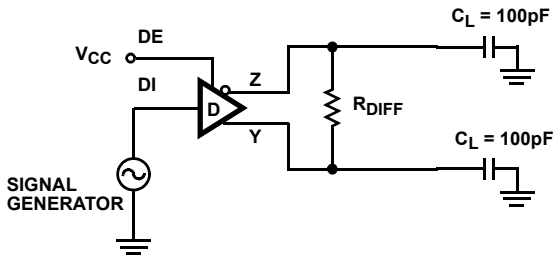 C_L = 100pF
DE
V_CC
DI
Z
D
R_DIFF
Y
C_L = 100pF
SIGNAL
GENERATOR